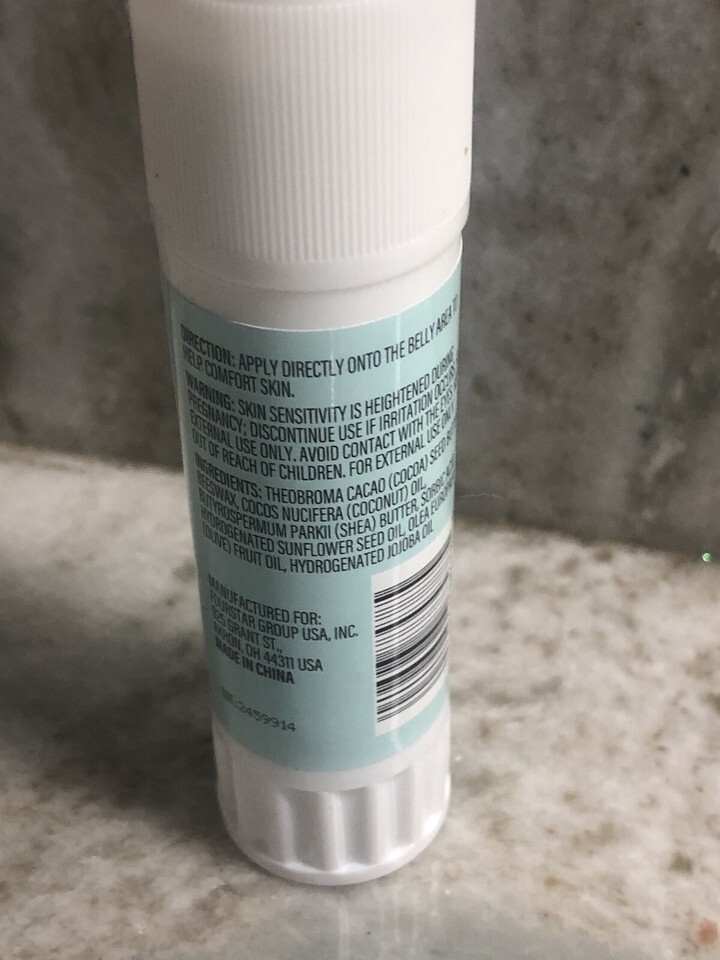 DIRECTION: APPLY DIRECTLY ONTO THE BELLY AREA TO
HELP COMFORT SKIN.
WARNING: SKIN SENSITIVITY IS HEIGHTENED DURING
PREGNANCY; DISCONTINUE USE IF IRRITATION OCCURS
EXTERNAL USE ONLY. AVOID CONTACT WITH THE EYES
OUT OF REACH OF CHILDREN. FOR EXTERNAL USE ONLY
INGREDIENTS: THEOBROMA CACAO (COCOA) SEED
BEESWAX, COCOS NUCIFERA (COCONUT) OIL,
BUTYROSPERMUM PARKII (SHEA) BUTTER, SORBIC
HYDROGENATED SUNFLOWER SEED OIL, OLEA
(OLIVE) FRUIT OIL, HYDROGENATED JOJOBA OIL
MANUFACTURED FOR:
FOURSTAR GROUP USA, INC.
GRANT ST.,
AKRON, OH 44311 USA
MADE IN CHINA
2459914